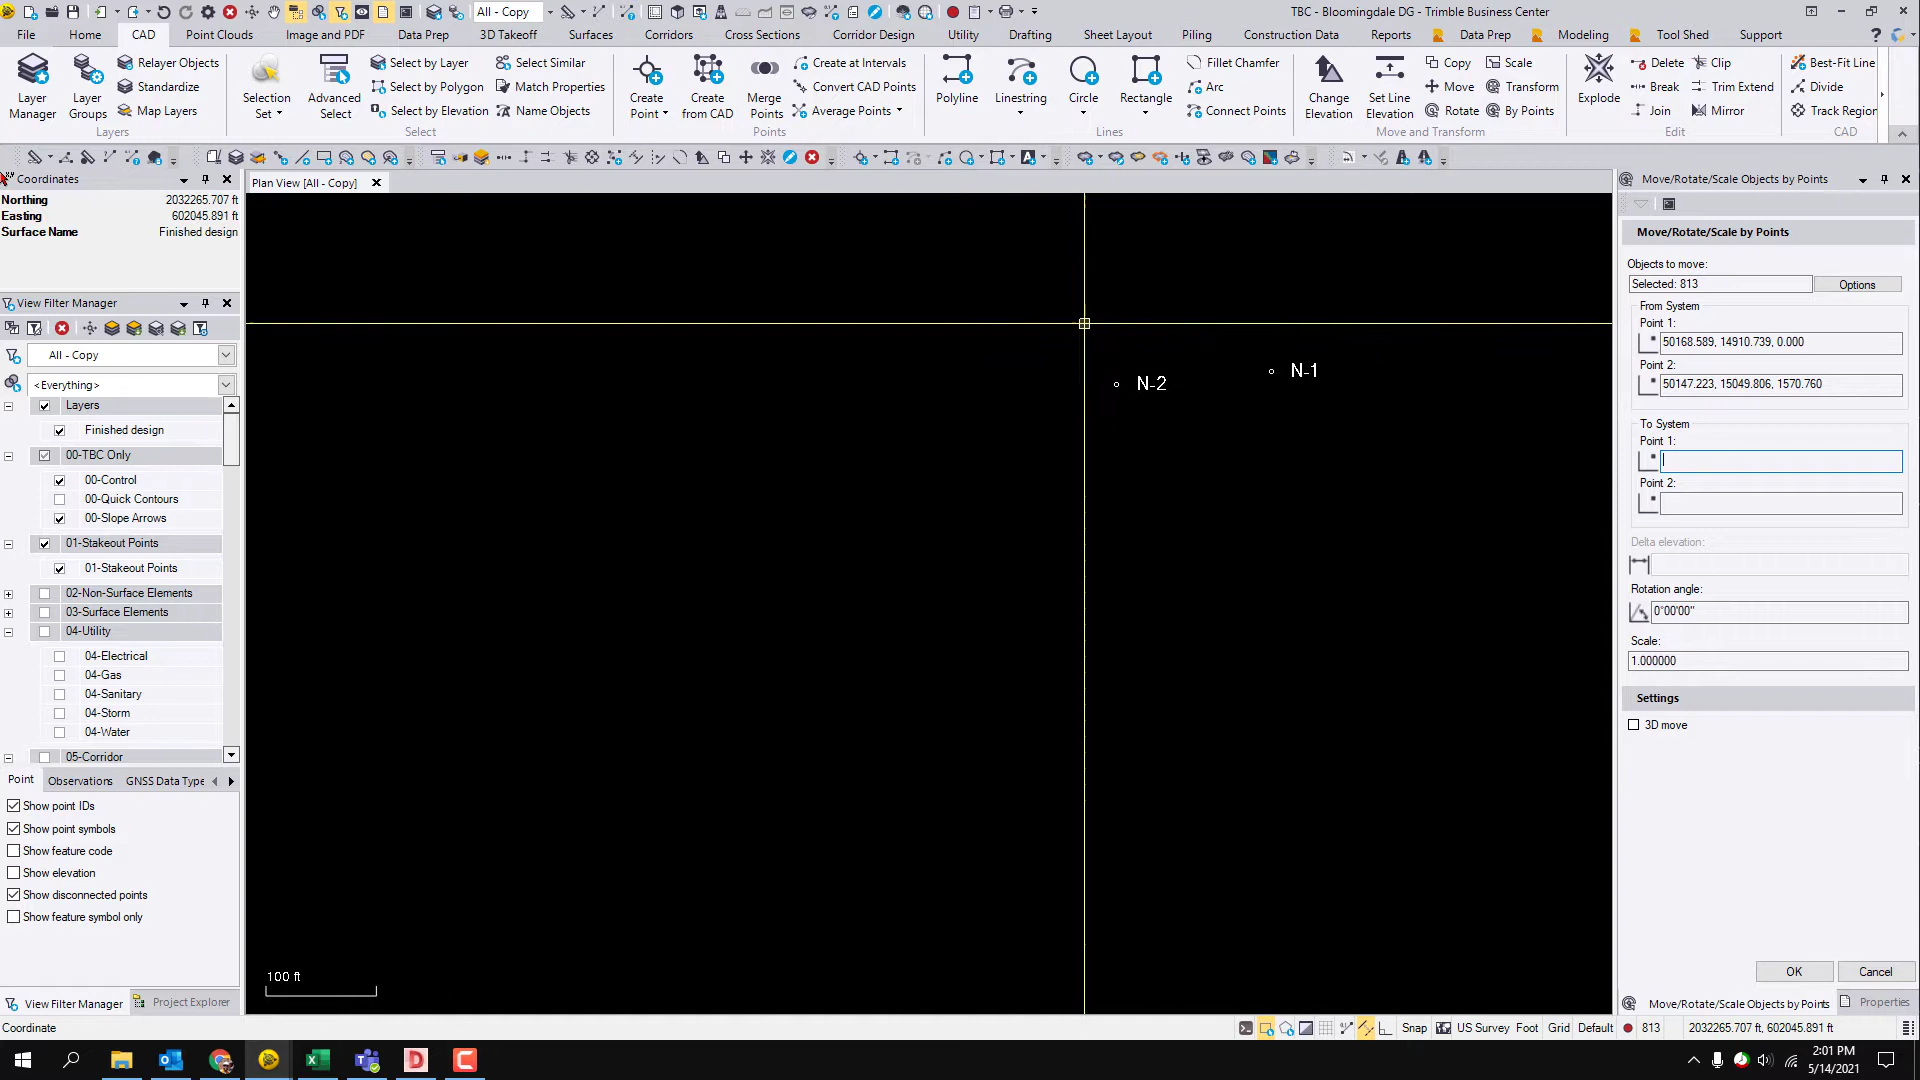 All - Copy
TBC - Bloomingdale DG - Trimble Business Center
File Home CAD Point Clouds Image and PDF Data Prep 3D Takeoff Surfaces Corridors Cross Sections Corridor Design Utility Drafting Sheet Layout Piling Construction Data Reports Data Prep Modeling Tool Shed Support
Layer Manager
Layer Groups
Relayer Objects
Standardize
Map Layers
Layers
Selection Set
Advanced Select
Select by Layer
Select by Polygon
Select by Elevation
Select Similar
Match Properties
Name Objects
Select
Create Point
Create from CAD
Merge Points
Create at Intervals
Convert CAD Points
Average Points
Points
Polyline
Linestring
Circle
Rectangle
Fillet Chamfer
Arc
Connect Points
Lines
Change Elevation
Set Line Elevation
Copy
Move
Rotate
Scale
Transform
By Points
Move and Transform
Explode
Delete
Break
Join
Clip
Trim Extend
Mirror
Edit
Best-Fit Line
Divide
Track Region
CAD
Coordinates
Northing 2032265.707 ft
Easting 602045.891 ft
Surface Name Finished design
View Filter Manager
All - Copy
<Everything>
Layers
Finished design
00-TBC Only
00-Control
00-Quick Contours
00-Slope Arrows
01-Stakeout Points
01-Stakeout Points
02-Non-Surface Elements
03-Surface Elements
04-Utility
04-Electrical
04-Gas
04-Sanitary
04-Storm
04-Water
05-Corridor
Point Observations GNSS Data Type
Show point IDs
Show point symbols
Show feature code
Show elevation
Show disconnected points
Show feature symbol only
View Filter Manager Project Explorer
Plan View [All - Copy]
N-2
N-1
100 ft
Move/Rotate/Scale Objects by Points
Move/Rotate/Scale by Points
Objects to move:
Selected: 813 Options
From System
Point 1:
50168.589, 14910.739, 0.000
Point 2:
50147.223, 15049.806, 1570.760
To System
Point 1:
Point 2:
Delta elevation:
Rotation angle:
0°00'00"
Scale:
1.000000
Settings
3D move
OK Cancel
Move/Rotate/Scale Objects by Points Properties
Coordinate
Snap US Survey Foot Grid Default 813 2032265.707 ft, 602045.891 ft
2:01 PM
5/14/2021